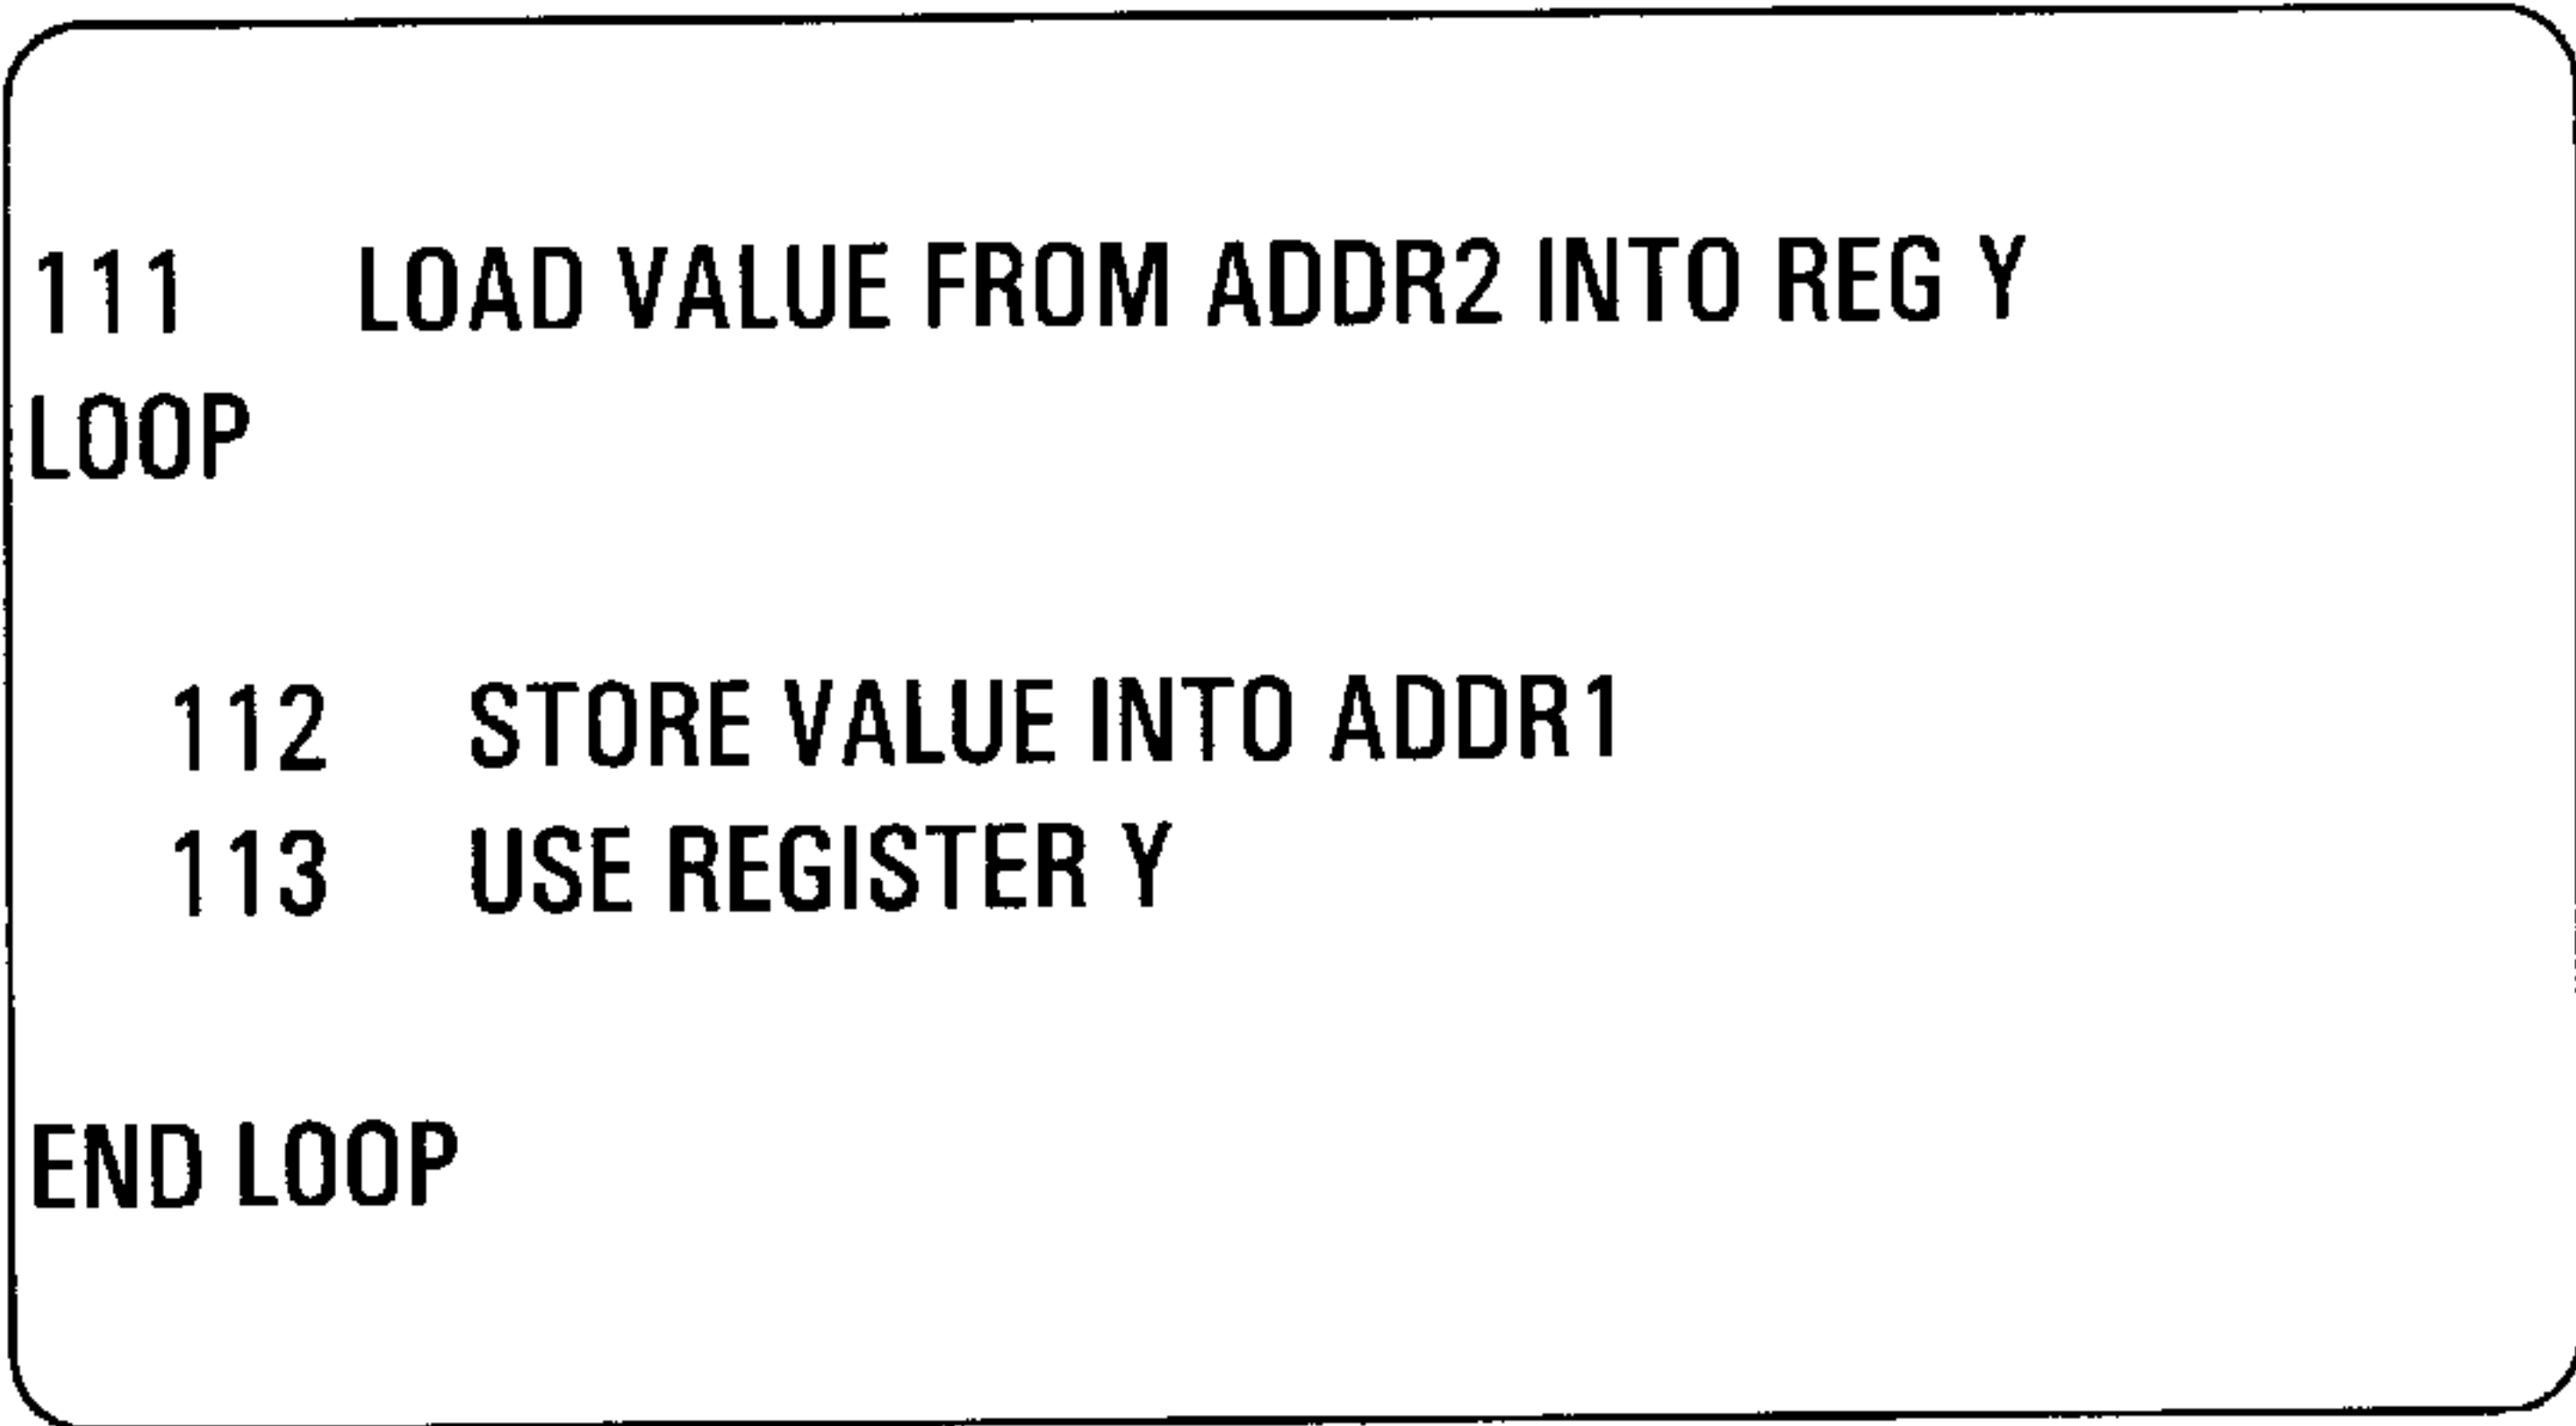 111 LOAD VALUE FROM ADDR2 INTO REG Y
LOOP
112 STORE VALUE INTO ADDR1
113 USE REGISTER Y
END LOOP